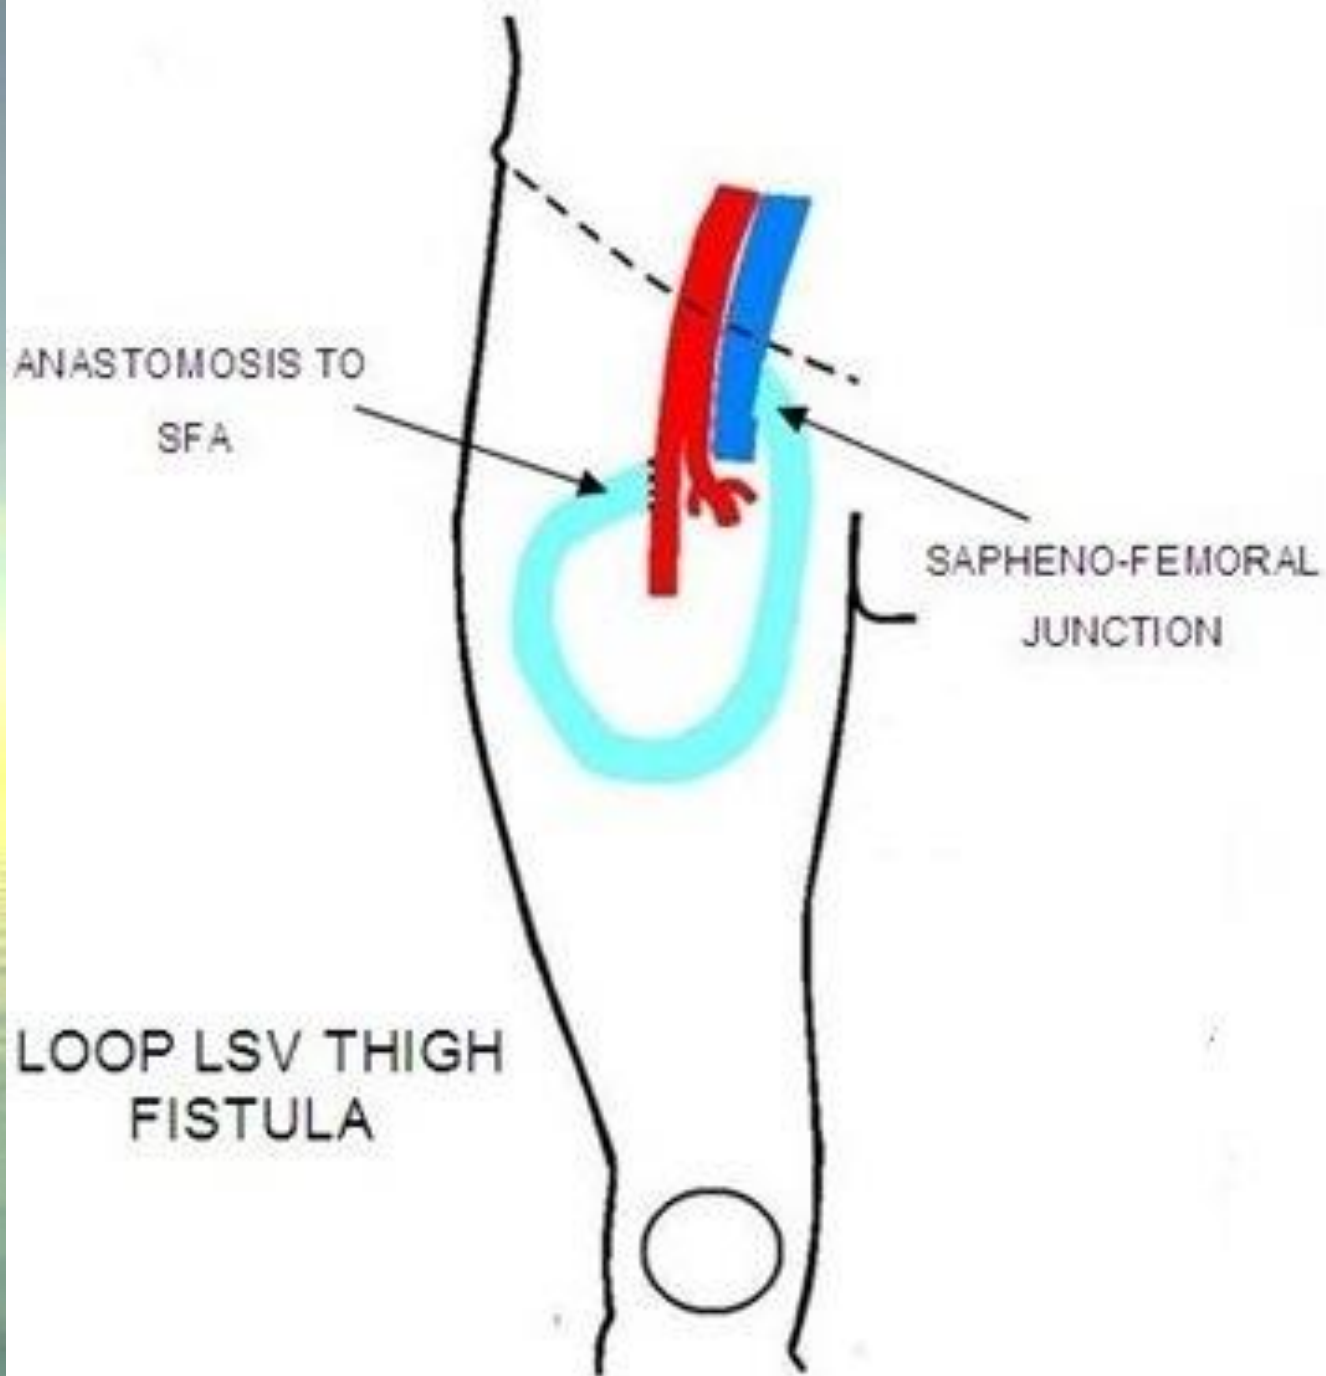 ANASTOMOSIS TO
SFA
SAPHENO-FEMORAL
JUNCTION
LOOP LSV THIGH
FISTULA